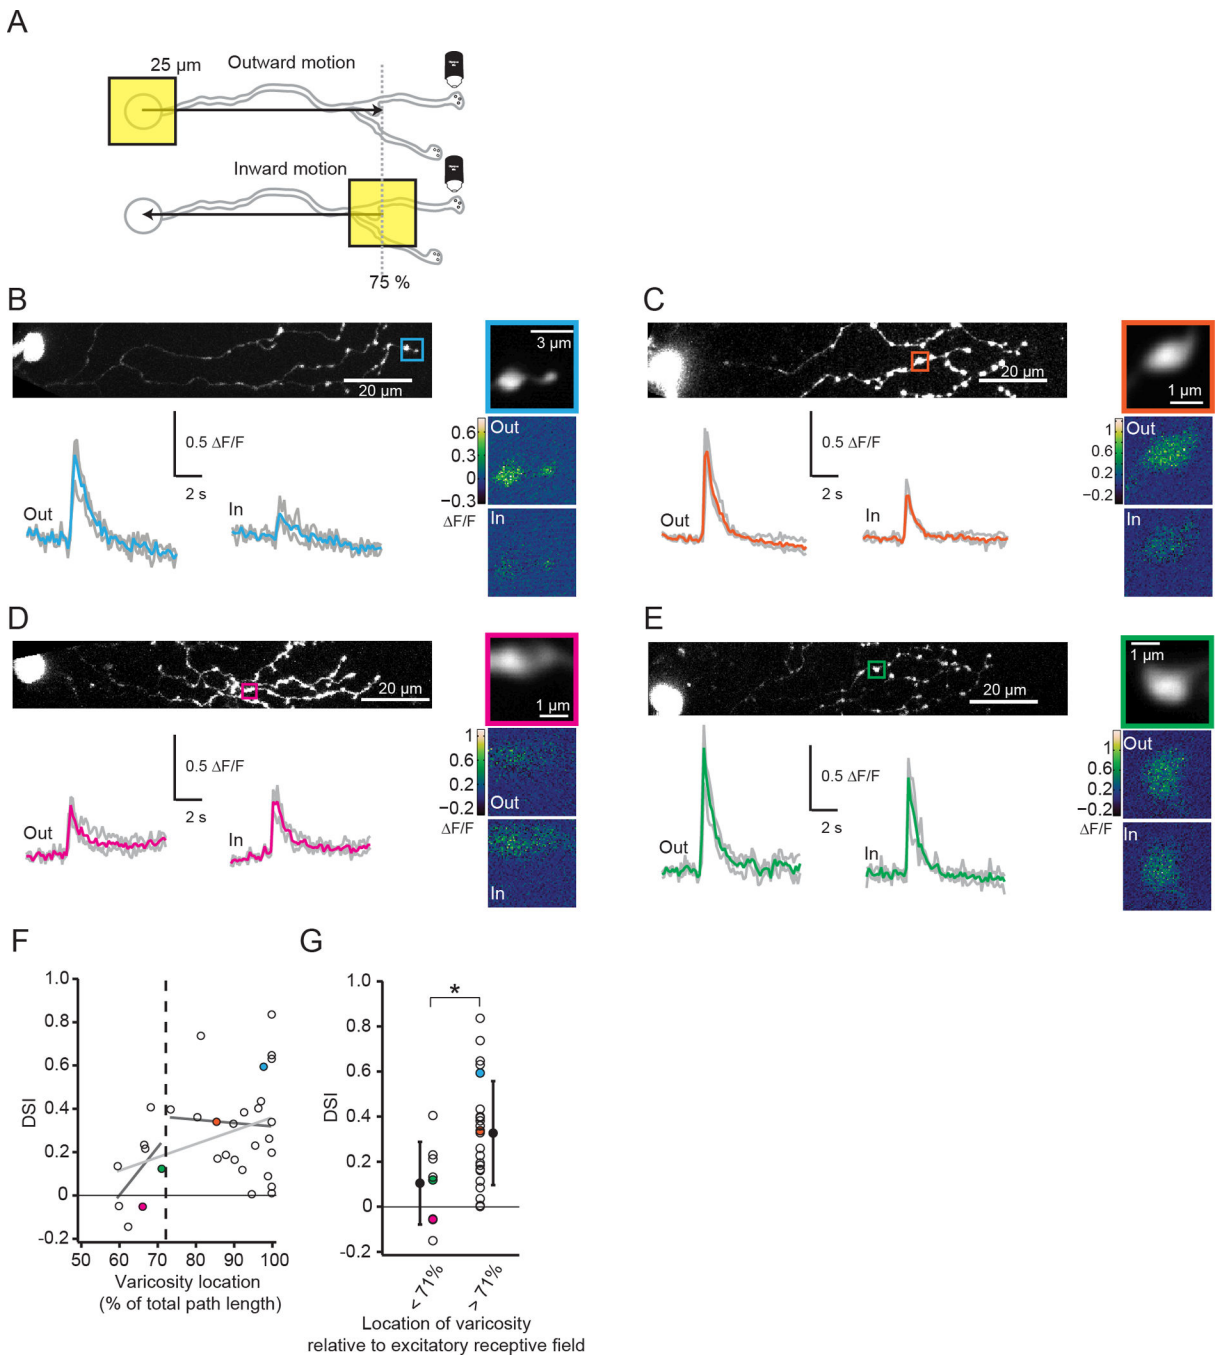 A
25 µm
Outward motion
Inward motion
75 %
B
20 µm
3 µm
0.5 ΔF/F
2 s
Out
In
Out
0.6
0.3
0
−0.3
ΔF/F
In
C
20 µm
1 µm
0.5 ΔF/F
2 s
Out
In
Out
1
0.6
0.2
−0.2
In
D
20 µm
1 µm
0.5 ΔF/F
2 s
Out
In
1
0.6
0.2
−0.2
ΔF/F
Out
In
E
20 µm
1 µm
0.5 ΔF/F
2 s
Out
In
Out
1
0.6
0.2
−0.2
ΔF/F
In
F
1.0
0.8
0.6
0.4
0.2
0
-0.2
DSI
50 60 70 80 90 100
Varicosity location
(% of total path length)
G
*
1.0
0.8
0.6
0.4
0.2
0
-0.2
DSI
< 71%
> 71%
Location of varicosity
relative to excitatory receptive field